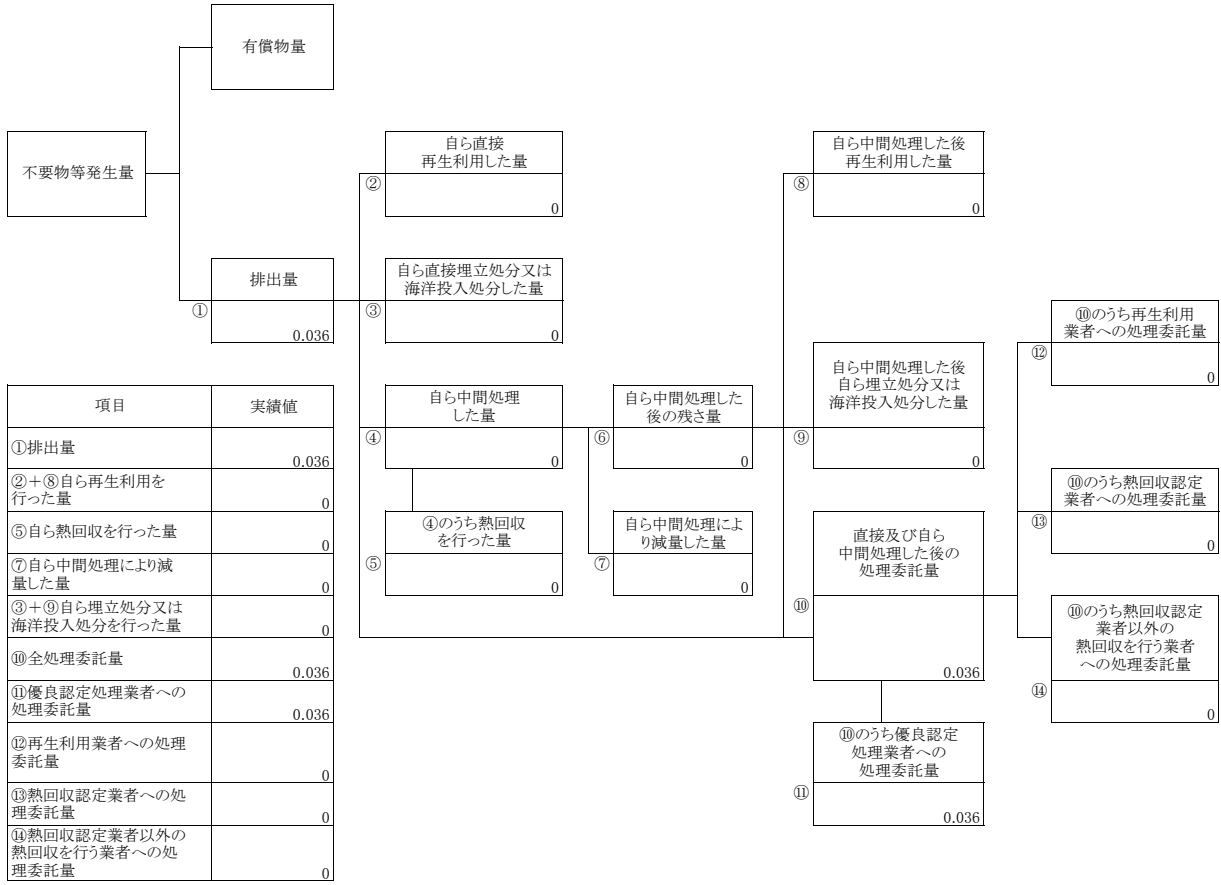 有償物量
不要物等発生量
自ら直接
再生利用した量
②
0
自ら中間処理した後
再生利用した量
⑧
0
排出量
①
0.036
自ら直接埋立処分又は
海洋投入処分した量
③
0
⑩のうち再生利用
業者への処理委託量
⑫
0
自ら中間処理
した量
④
0
自ら中間処理した
後の残さ量
⑥
0
自ら中間処理した後
自ら埋立処分又は
海洋投入処分した量
⑨
0
⑩のうち熱回収認定
業者への処理委託量
⑬
0
④のうち熱回収
を行った量
⑤
0
自ら中間処理によ
り減量した量
⑦
0
直接及び自ら
中間処理した後の
処理委託量
⑩
0.036
⑩のうち熱回収認定
業者以外の
熱回収を行う業者
への処理委託量
⑭
0
⑩のうち優良認定
処理業者への
処理委託量
⑪
0.036
項目
実績値
①排出量
0.036
②＋⑧自ら再生利用を
行った量
0
⑤自ら熱回収を行った量
0
⑦自ら中間処理により減
量した量
0
③＋⑨自ら埋立処分又は
海洋投入処分を行った量
0
⑩全処理委託量
0.036
⑪優良認定処理業者への
処理委託量
0.036
⑫再生利用業者への処理
委託量
0
⑬熱回収認定業者への処
理委託量
0
⑭熱回収認定業者以外の
熱回収を行う業者への処
理委託量
0